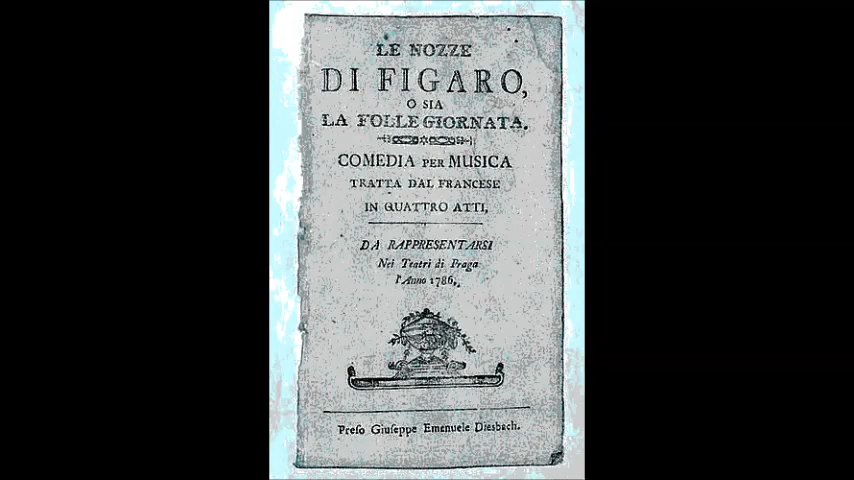 LE NOZZE
DI FIGARO,
O SIA
LA FOLLE GIORNATA.
COMEDIA PER MUSICA
TRATTA DAL FRANCESE
IN QUATTRO ATTI,
DA RAPPRESENTARSI
Nei Teatri di Praga
l'Anno 1786.
Preso Giuseppe Emenuele Diesbach.